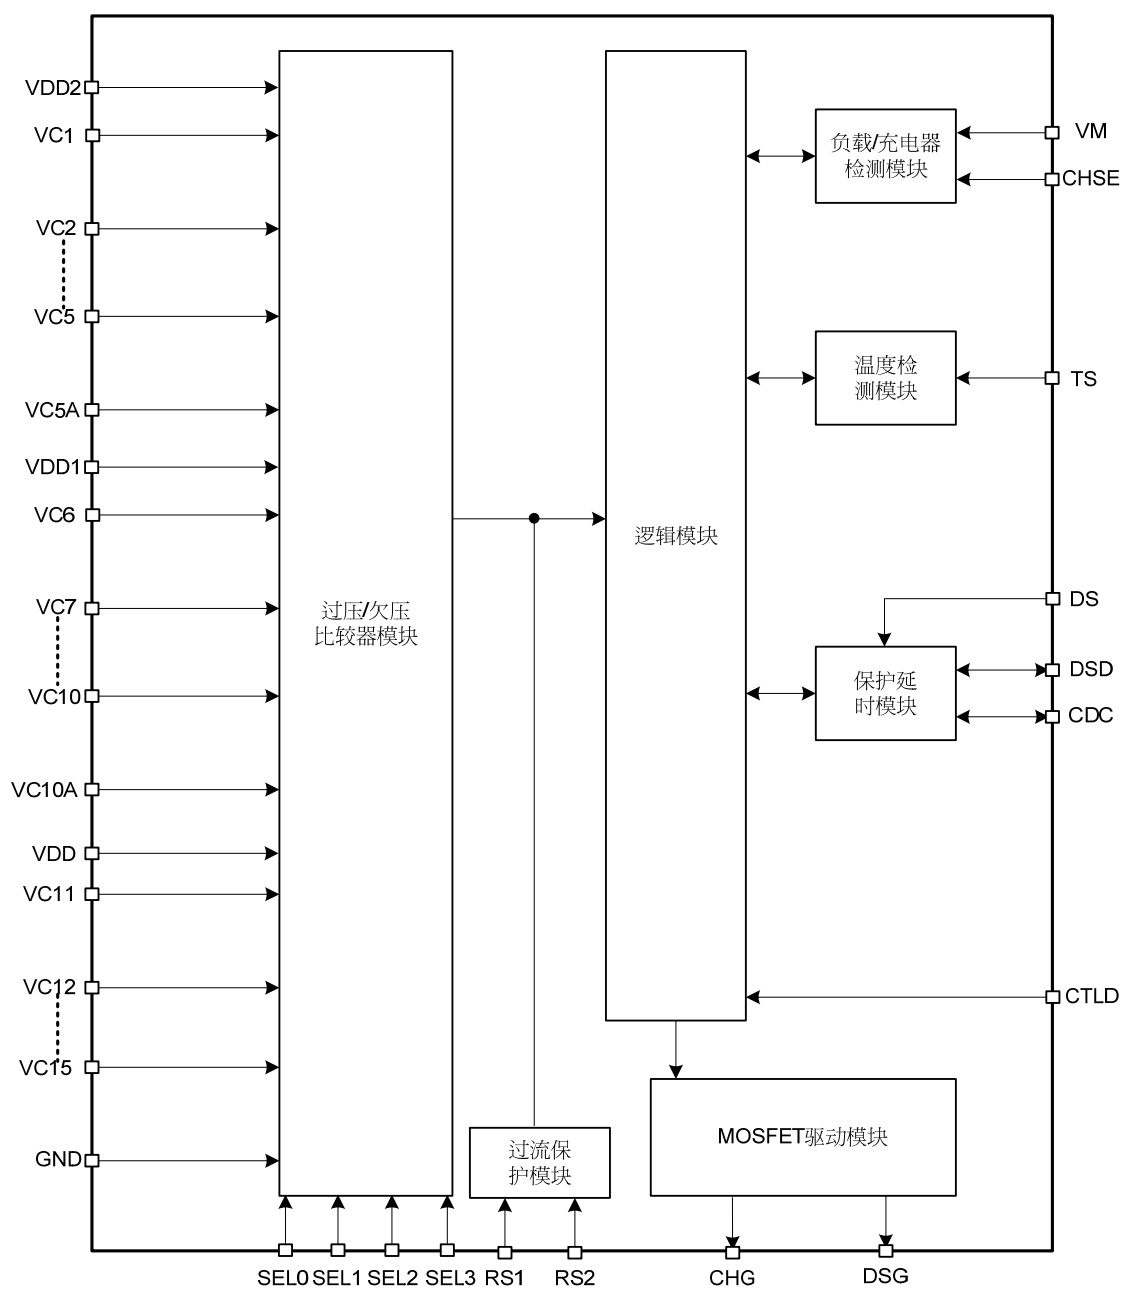 VDD2
VC1
VC2
VC5
VC5A
VDD1
VC6
VC7
VC10
VC10A
VDD
VC11
VC12
VC15
GND
过压/欠压
比较器模块
逻辑模块
负载/充电器
检测模块
VM
CHSE
温度检
测模块
TS
DS
保护延
时模块
DSD
CDC
CTLD
MOSFET驱动模块
过流保
护模块
SEL0
SEL1
SEL2
SEL3
RS1
RS2
CHG
DSG